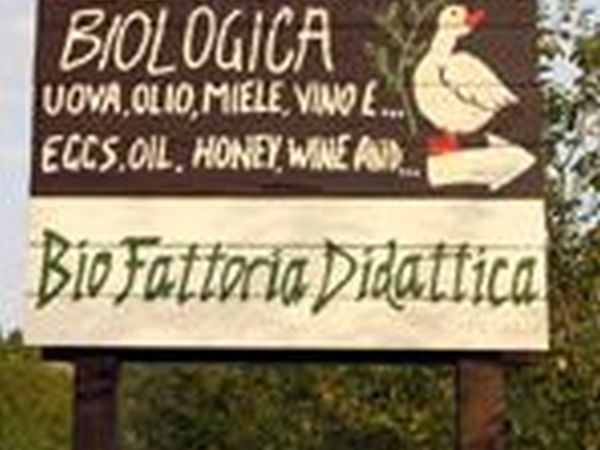 BIOLOGICA
UOVA, OLIO, MIELE, VINO E...
EGGS, OIL, HONEY, WINE AND...
Bio Fattoria Didattica